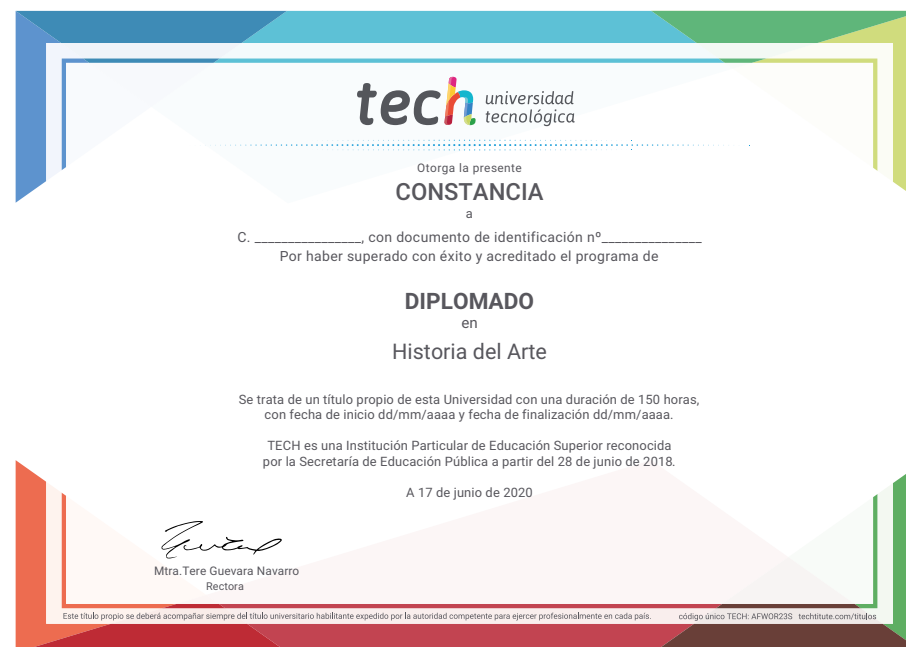 tech universidad
tecnológica
Otorga la presente
CONSTANCIA
a
C. ________________, con documento de identificación nº_______________
Por haber superado con éxito y acreditado el programa de
DIPLOMADO
en
Historia del Arte
Se trata de un título propio de esta Universidad con una duración de 150 horas,
con fecha de inicio dd/mm/aaaa y fecha de finalización dd/mm/aaaa.
TECH es una Institución Particular de Educación Superior reconocida
por la Secretaría de Educación Pública a partir del 28 de junio de 2018.
A 17 de junio de 2020
Mtra.Tere Guevara Navarro
Rectora
Este título propio se deberá acompañar siempre del título universitario habilitante expedido por la autoridad competente para ejercer profesionalmente en cada país. código único TECH: AFWOR23S techtitute.com/titulos